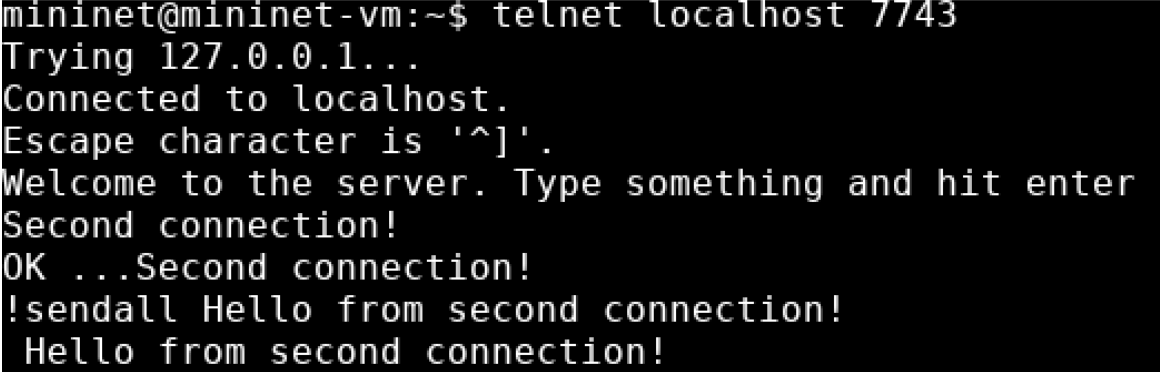 mininet@mininet-vm:~$ telnet localhost 7743
Trying 127.0.0.1...
Connected to localhost.
Escape character is '^]'.
Welcome to the server. Type something and hit enter
Second connection!
OK ...Second connection!
!sendall Hello from second connection!
 Hello from second connection!